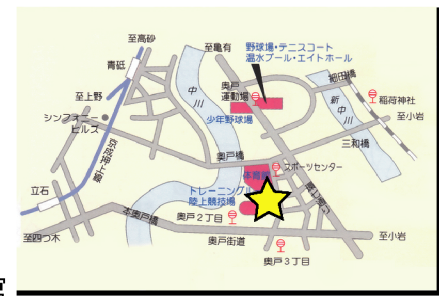 至高砂
至亀有
野球場・テニスコート
温水プール・エイトホール
青砥
細田橋
至上野
中川
奥戸
運動場
新中川
稲荷神社
至小岩
シンフォニー
ヒルズ
少年野球場
三和橋
京成押上線
奥戸橋
スポーツセンター
体育館
立石
トレーニング
陸上競技場
本奥戸橋
奥戸2丁目
至四つ木
奥戸街道
至小岩
奥戸3丁目